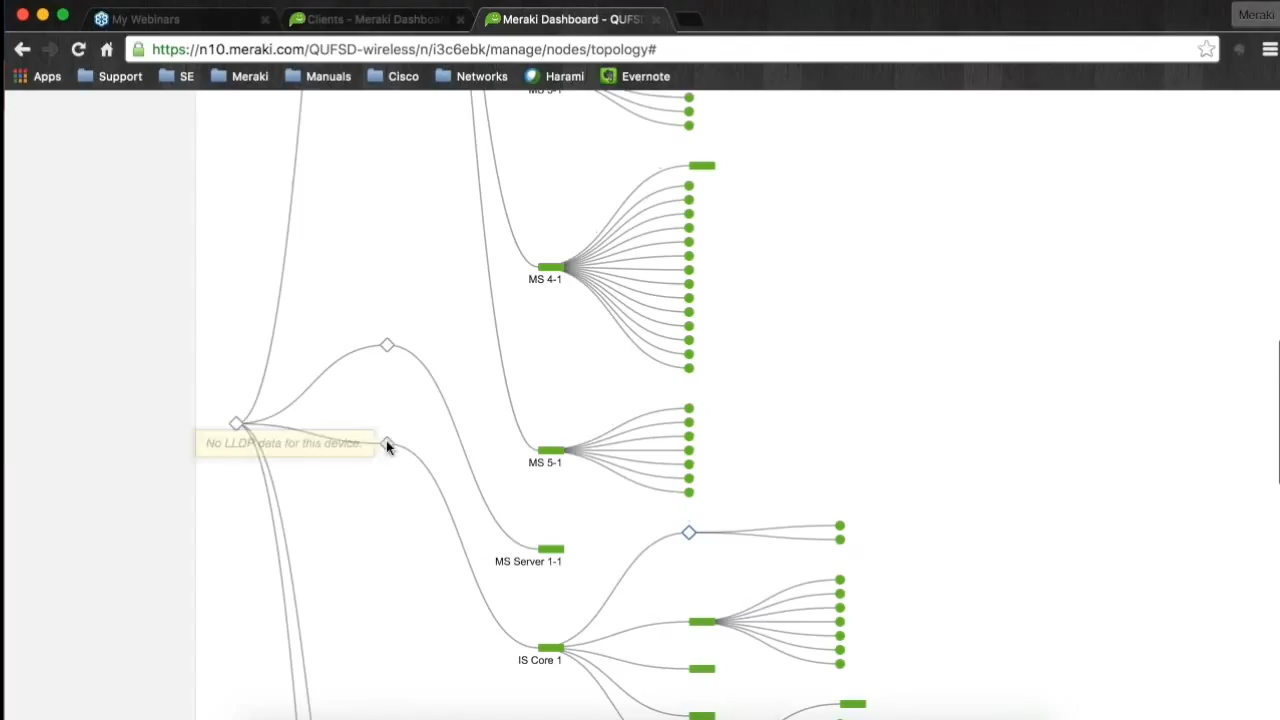 My Webinars
Clients – Meraki Dashboar
Meraki Dashboard - QUFS
Meraki
https://n10.meraki.com/QUFSD-wireless/n/i3c6ebk/manage/nodes/topology#
Apps Support SE Meraki Manuals Cisco Networks Harami Evernote
MS 4-1
No LLDP data for this device.
MS 5-1
MS Server 1-1
IS Core 1